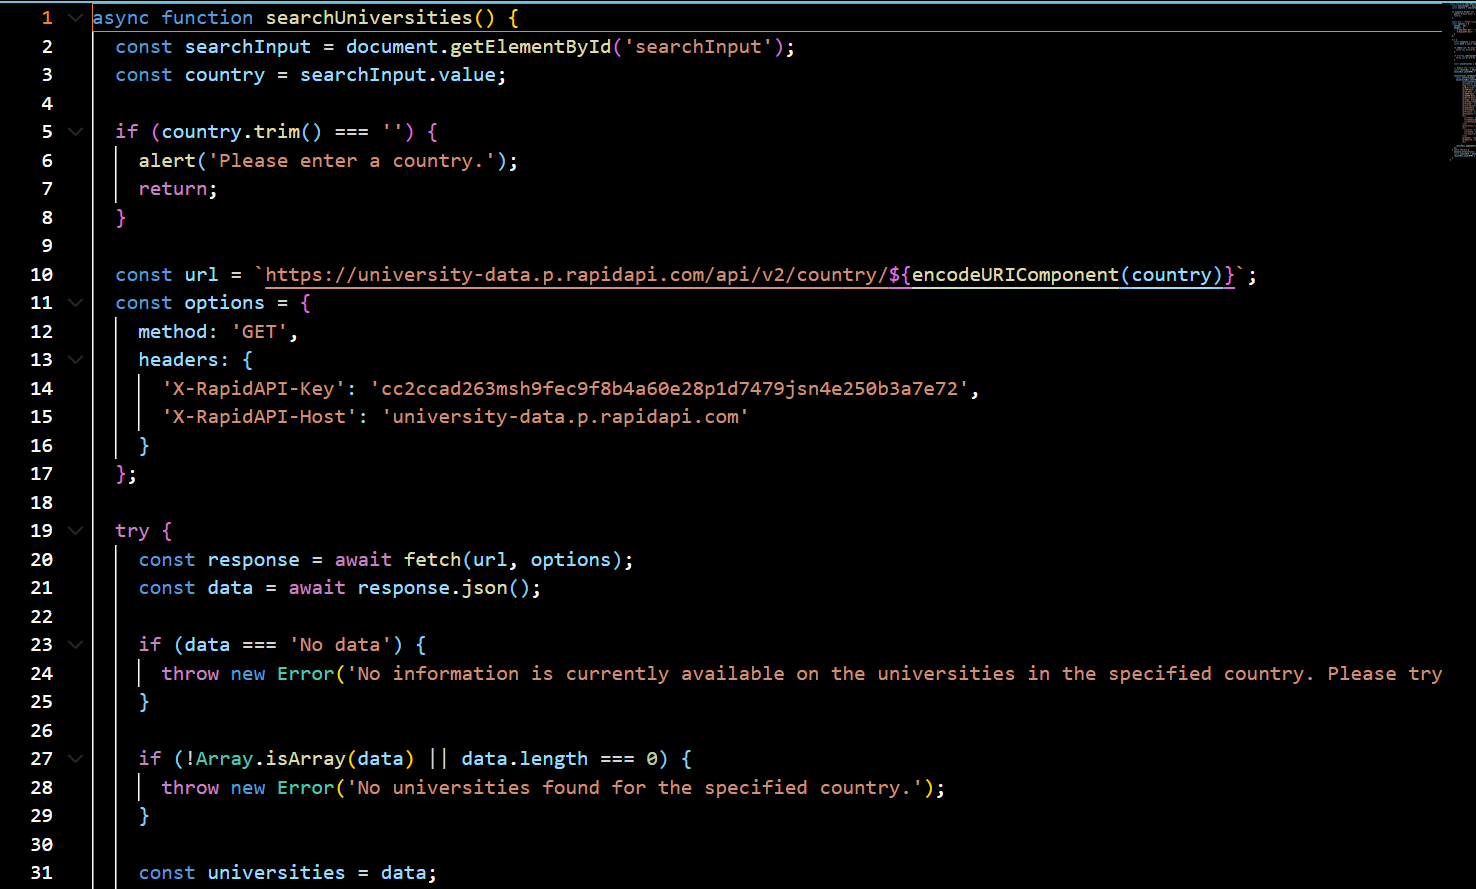 1 async function searchUniversities() {
2 const searchInput = document.getElementById('searchInput');
3 const country = searchInput.value;
4
5 if (country.trim() === '') {
6 alert('Please enter a country.');
7 return;
8 }
9
10 const url = `https://university-data.p.rapidapi.com/api/v2/country/${encodeURIComponent(country)}`;
11 const options = {
12 method: 'GET',
13 headers: {
14 'X-RapidAPI-Key': 'cc2ccad263msh9fec9f8b4a60e28p1d7479jsn4e250b3a7e72',
15 'X-RapidAPI-Host': 'university-data.p.rapidapi.com'
16 }
17 };
18
19 try {
20 const response = await fetch(url, options);
21 const data = await response.json();
22
23 if (data === 'No data') {
24 throw new Error('No information is currently available on the universities in the specified country. Please try
25 }
26
27 if (!Array.isArray(data) || data.length === 0) {
28 throw new Error('No universities found for the specified country.');
29 }
30
31 const universities = data;